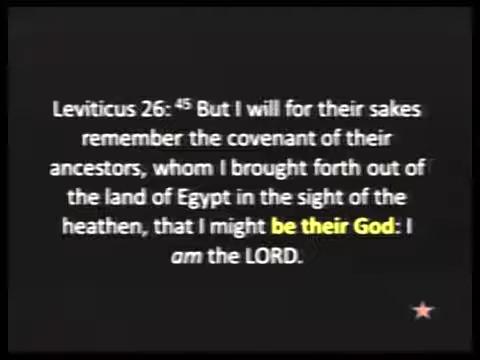 Leviticus 26: 45 But I will for their sakes
remember the covenant of their
ancestors, whom I brought forth out of
the land of Egypt in the sight of the
heathen, that I might be their God: I
am the LORD.